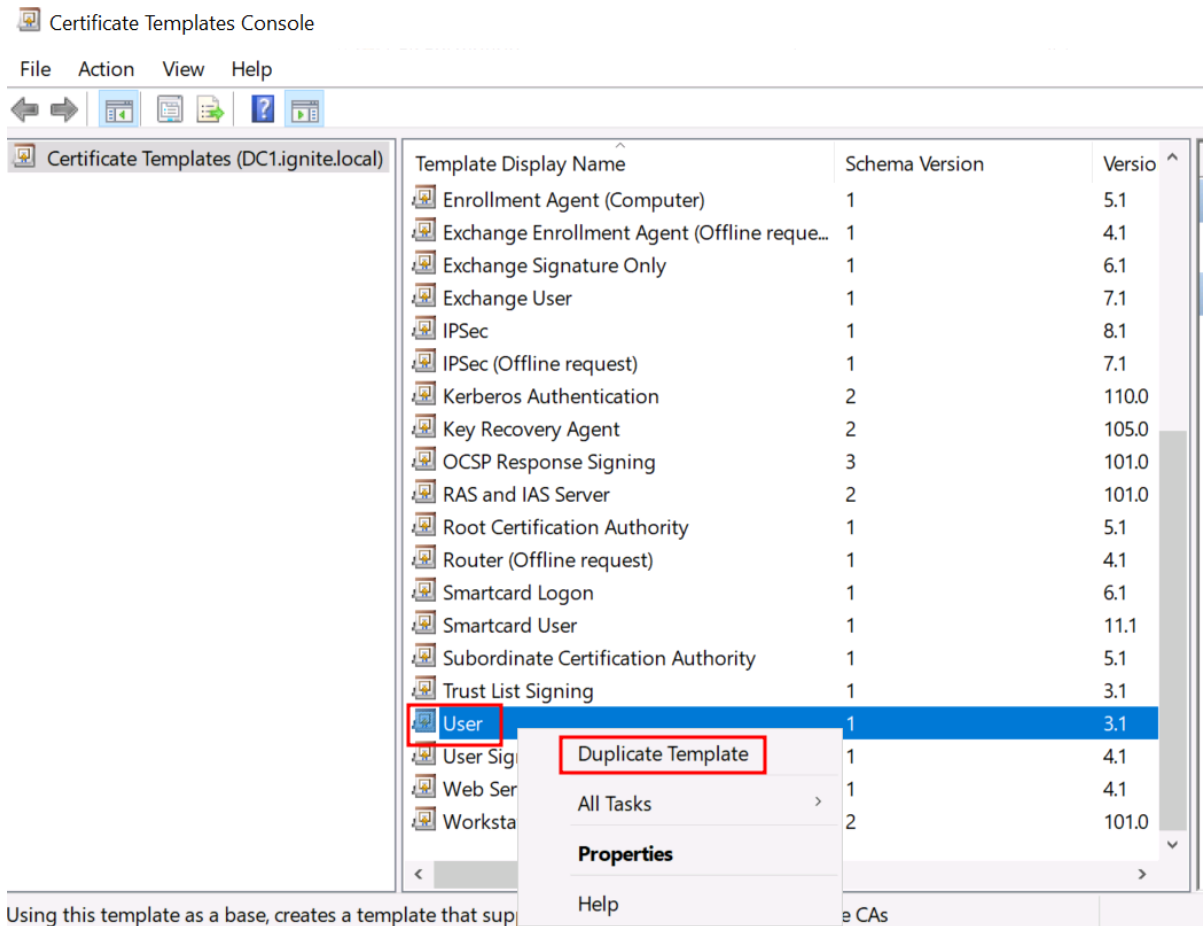 Certificate Templates Console
File Action View Help
Certificate Templates (DC1.ignite.local)
Template Display Name Schema Version Versio
Enrollment Agent (Computer) 1 5.1
Exchange Enrollment Agent (Offline reque... 1 4.1
Exchange Signature Only 1 6.1
Exchange User 1 7.1
IPSec 1 8.1
IPSec (Offline request) 1 7.1
Kerberos Authentication 2 110.0
Key Recovery Agent 2 105.0
OCSP Response Signing 3 101.0
RAS and IAS Server 2 101.0
Root Certification Authority 1 5.1
Router (Offline request) 1 4.1
Smartcard Logon 1 6.1
Smartcard User 1 11.1
Subordinate Certification Authority 1 5.1
Trust List Signing 1 3.1
User 1 3.1
User Sig 1 4.1
Web Ser 1 4.1
Worksta 2 101.0
Duplicate Template
All Tasks
Properties
Help
Using this template as a base, creates a template that sup e CAs